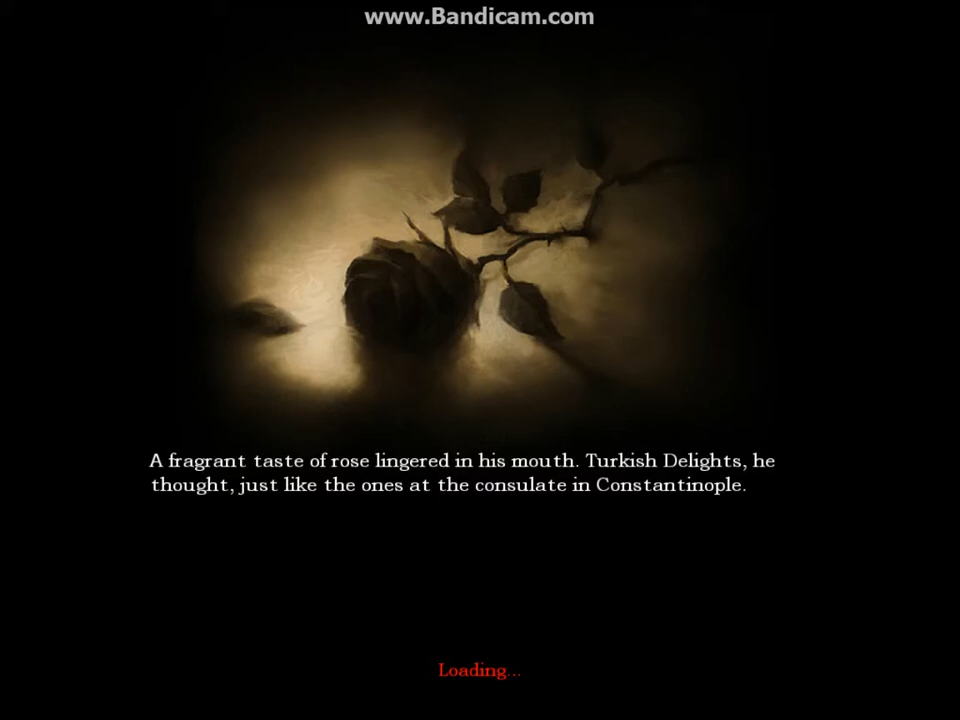 www.Bandicam.com
A fragrant taste of rose lingered in his mouth. Turkish Delights, he
thought, just like the ones at the consulate in Constantinople.
Loading...